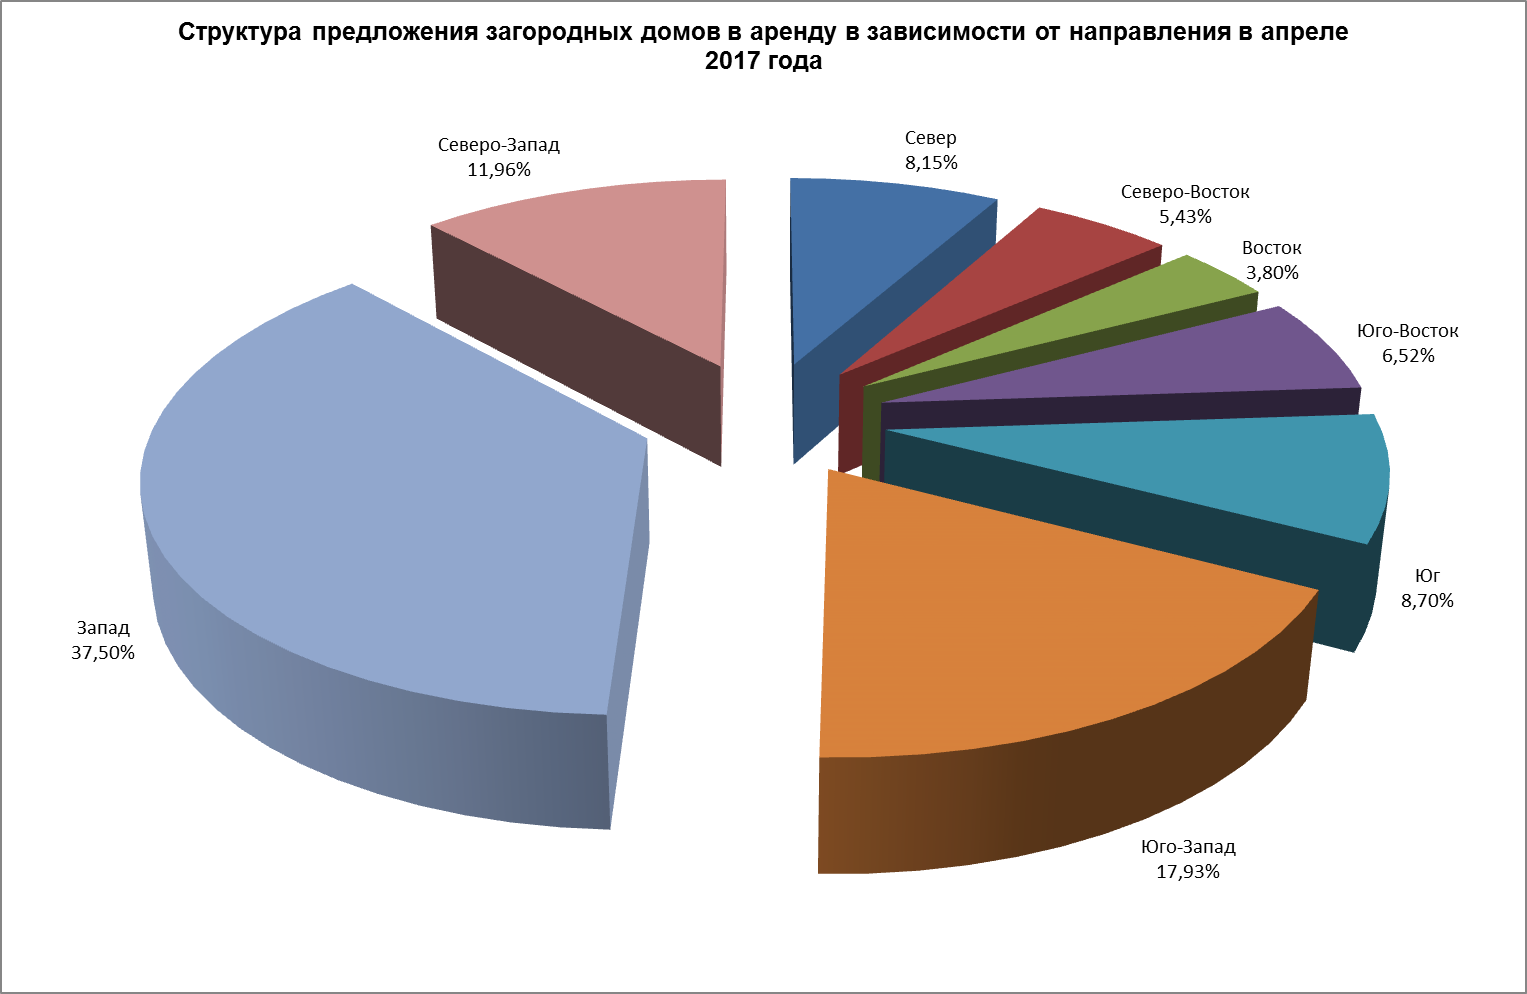 Структура предложения загородных домов в аренду в зависимости от направления в апреле
2017 года
Север
8,15%
Северо-Восток
5,43%
Восток
3,80%
Юго-Восток
6,52%
Юг
8,70%
Юго-Запад
17,93%
Запад
37,50%
Северо-Запад
11,96%